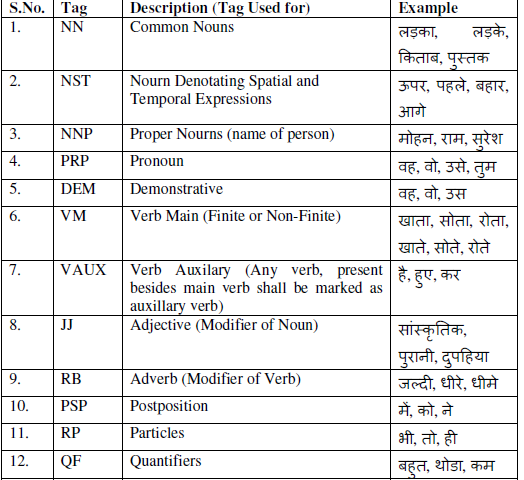 S.No. Tag Description (Tag Used for) Example
1. NN Common Nouns लड़का, लड़के,
किताब, पुस्तक
2. NST Nourn Denotating Spatial and ऊपर, पहले, बहार,
Temporal Expressions आगे
3. NNP Proper Nourns (name of person) मोहन, राम, सुरेश
4. PRP Pronoun वह, वो, उसे, तुम
5. DEM Demonstrative वह, वो, उस
6. VM Verb Main (Finite or Non-Finite) खाता, सोता, रोता,
खाते, सोते, रोते
7. VAUX Verb Auxilary (Any verb, present है, हुए, कर
besides main verb shall be marked as
auxillary verb)
8. JJ Adjective (Modifier of Noun) सांस्कृतिक,
पुरानी, दुपहिया
9. RB Adverb (Modifier of Verb) जल्दी, धीरे, धीमे
10. PSP Postposition में, को, ने
11. RP Particles भी, तो, ही
12. QF Quantifiers बहुत, थोडा, कम